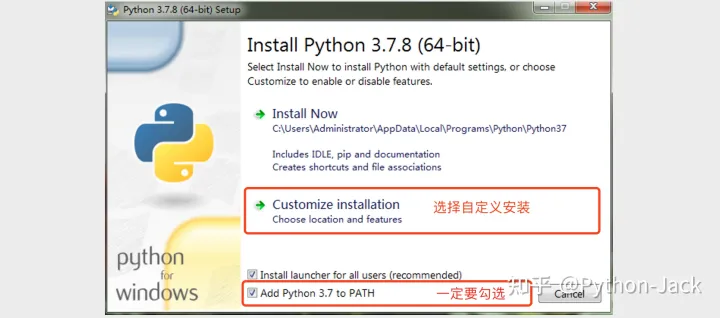 Python 3.7.8 (64-bit) Setup
Install Python 3.7.8 (64-bit)
Select Install Now to install Python with default settings, or choose
Customize to enable or disable features.
Install Now
C:\Users\Administrator\AppData\Local\Programs\Python\Python37
Includes IDLE, pip and documentation
Creates shortcuts and file associations
Customize installation 选择自定义安装
Choose location and features
python
for
windows
Install launcher for all users (recommended)
Add Python 3.7 to PATH 一定要勾选
Cancel
知乎 @Python-Jack